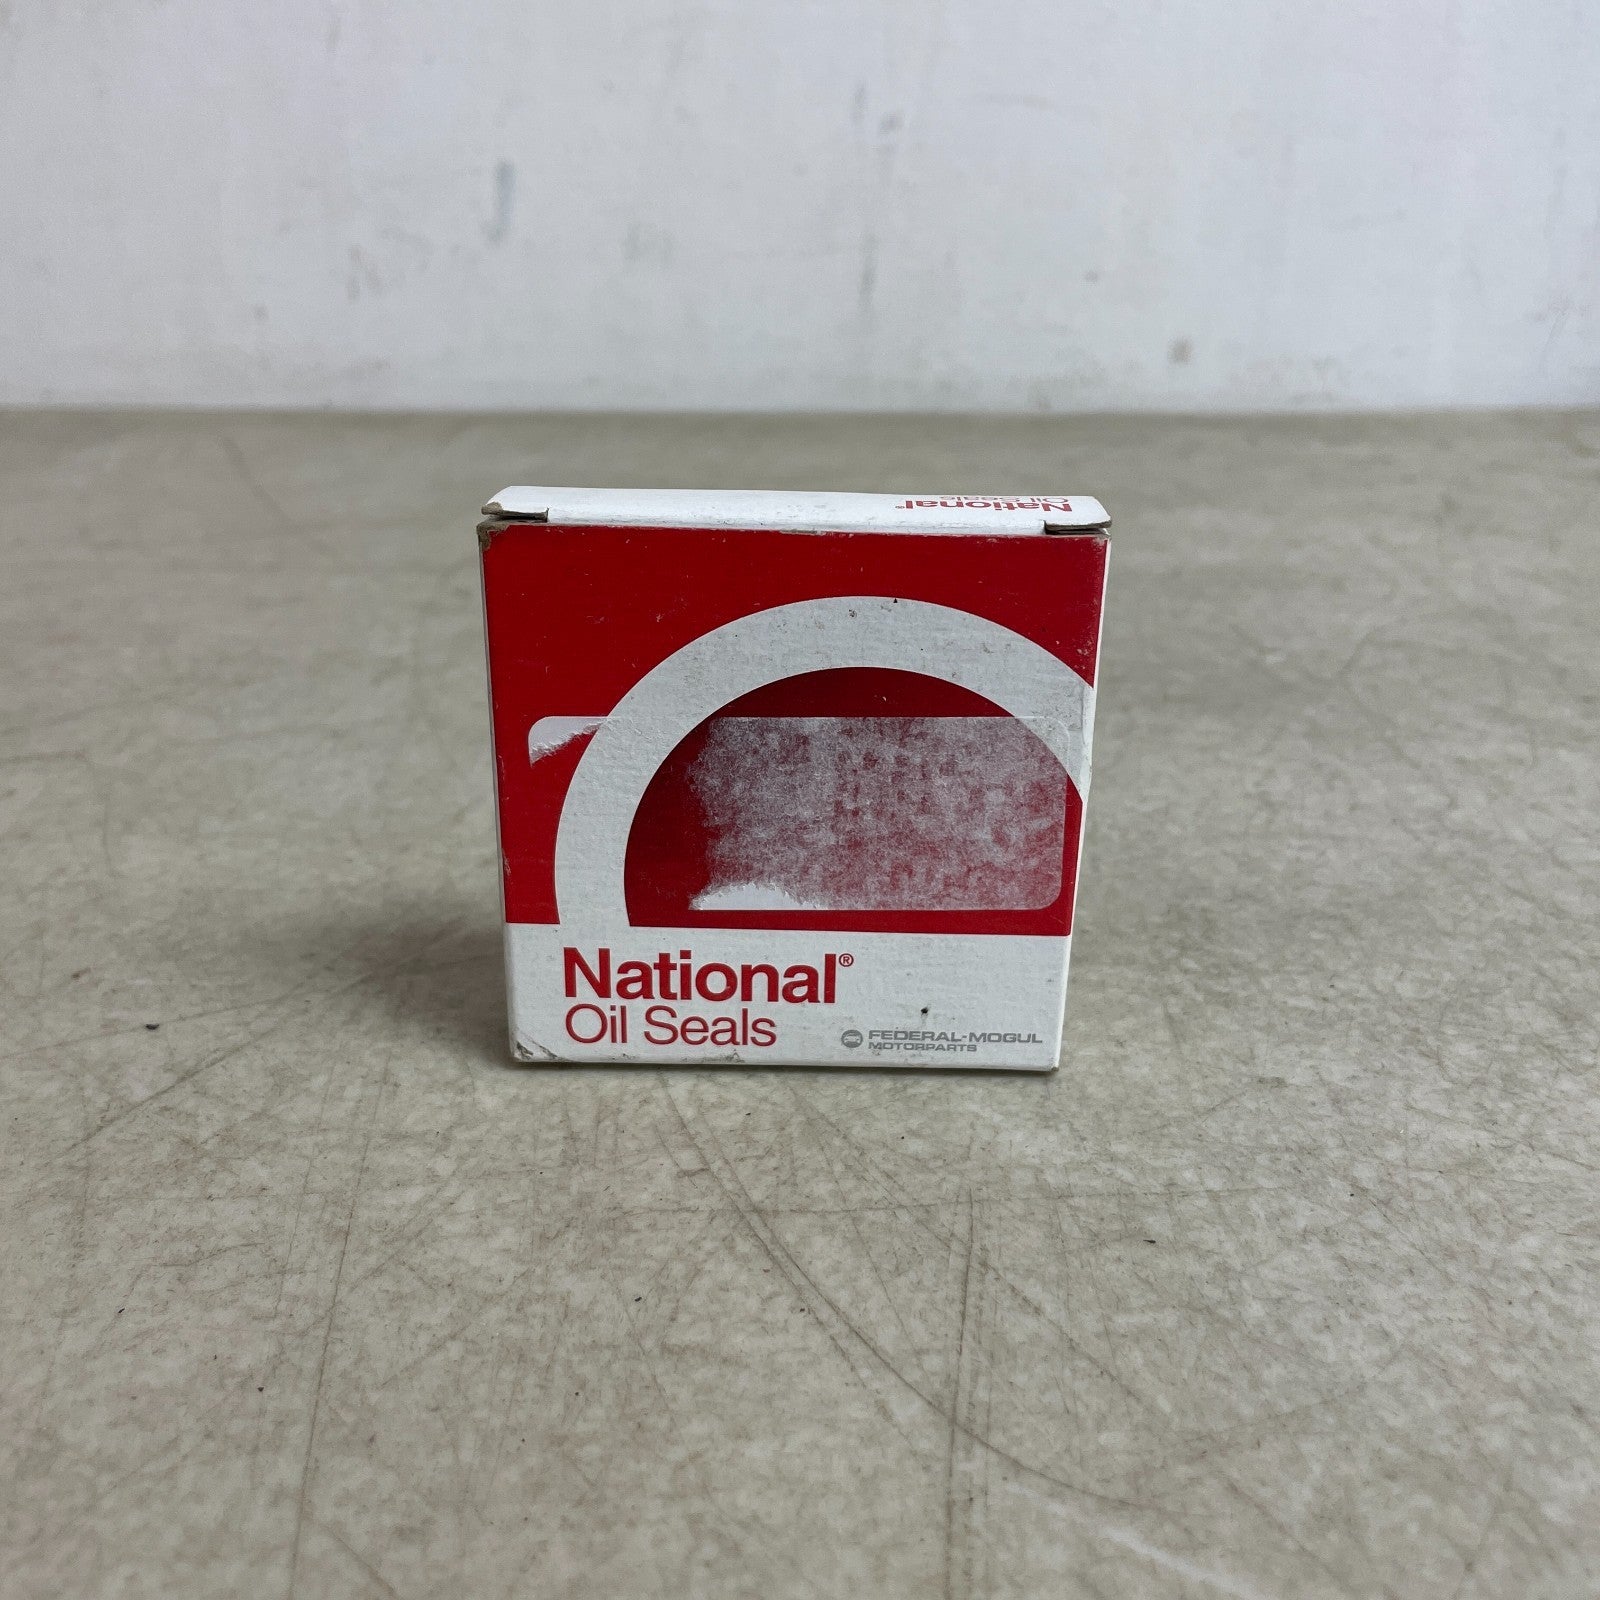 National®
Oil Seals
National®
Oil Seals
FEDERAL-MOGUL
MOTORPARTS